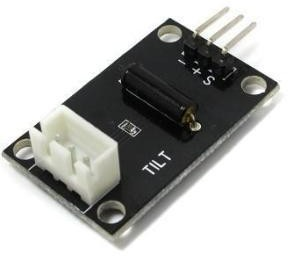 - + S
TILT